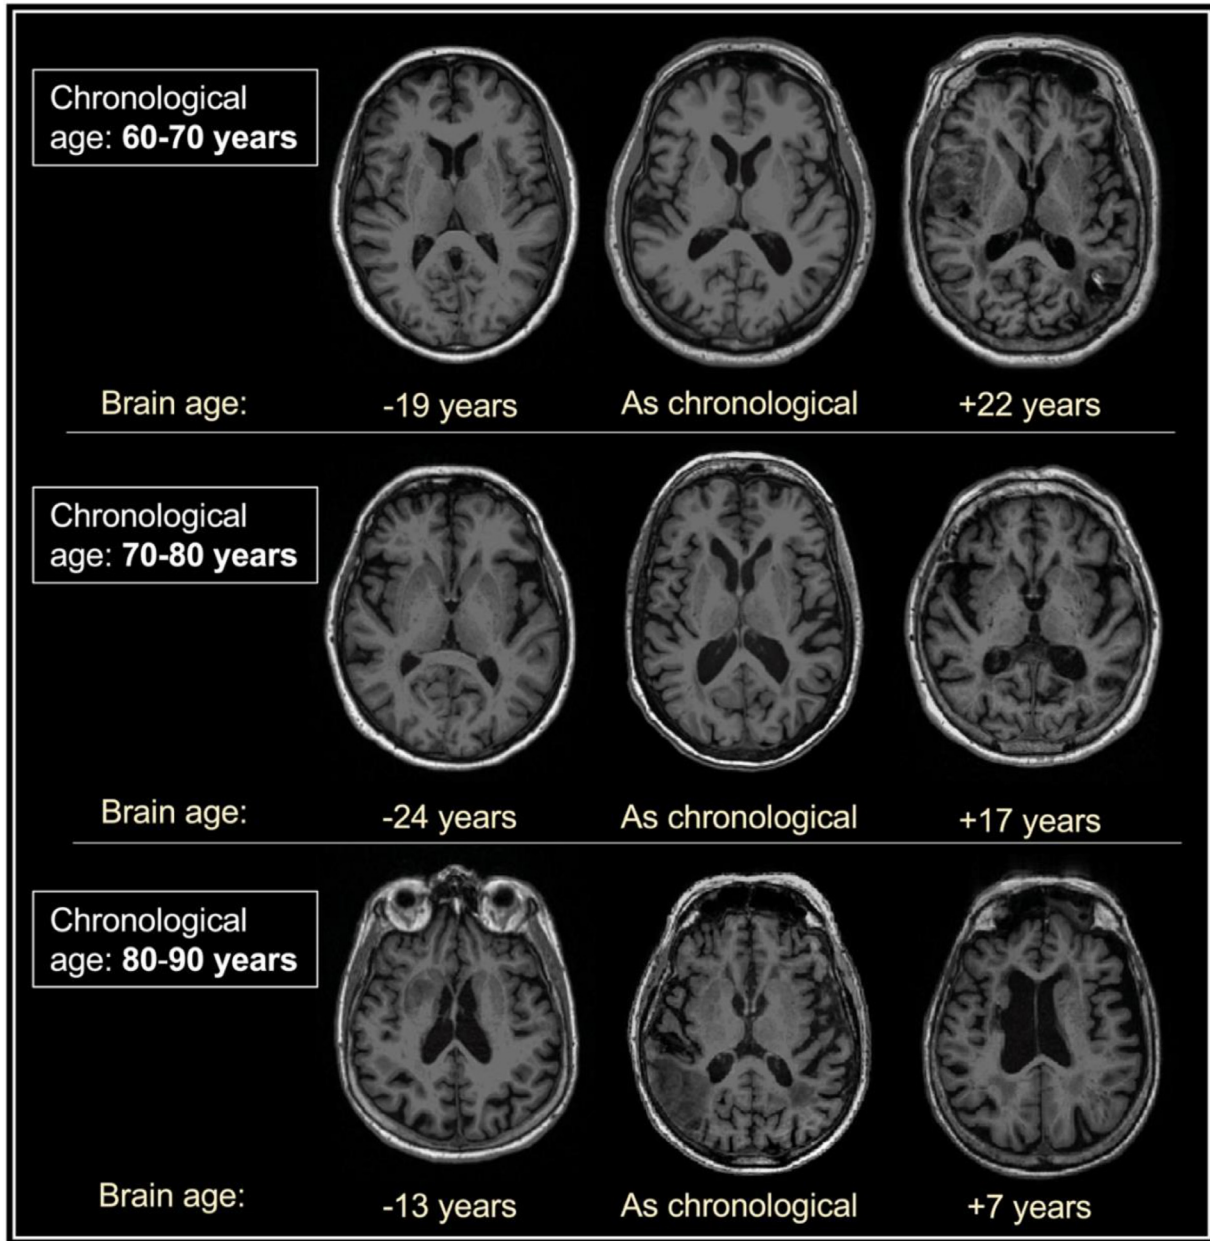 Chronological
age: 60-70 years
Brain age:
-19 years
As chronological
+22 years
Chronological
age: 70-80 years
Brain age:
-24 years
As chronological
+17 years
Chronological
age: 80-90 years
Brain age:
-13 years
As chronological
+7 years